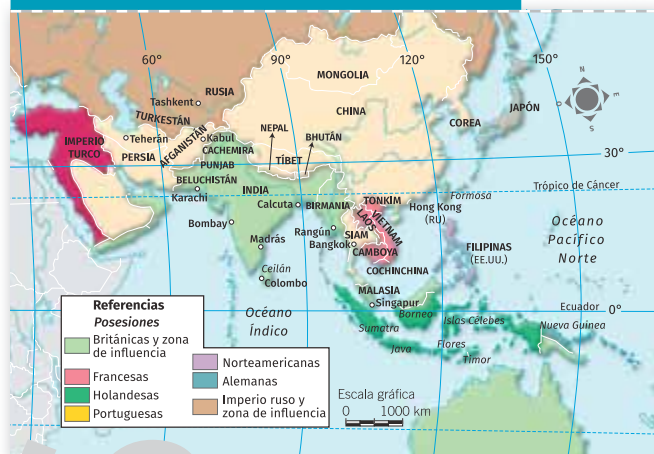 60°
90°
120°
150°
N
E
S
RUSIA
MONGOLIA
Tashkent
TURKESTÁN
CHINA
JAPÓN
COREA
IMPERIO
TURCO
Teherán
PERSIA
AFGANISTÁN
Kabul
CACHEMIRA
PUNJAB
NEPAL
BHUTÁN
TÍBET
30°
BELUCHISTÁN
Karachi
INDIA
Calcuta
BIRMANIA
TONKIM
Formosa
Trópico de Cáncer
Hong Kong
(RU)
Bombay
Rangún
Bangkok
LAOS
VIETNAM
SIAM
CAMBOYA
COCHINCHINA
FILIPINAS
(EE.UU.)
Océano
Pacífico
Norte
Madrás
Ceilán
Colombo
MALASIA
Singapur
Borneo
Sumatra
Java
Islas Célebes
Flores
Timor
Nueva Guinea
Ecuador
0°
Océano
Índico
Referencias
Posesiones
Británicas y zona
de influencia
Francesas
Holandesas
Portuguesas
Norteamericanas
Alemanas
Imperio ruso y
zona de influencia
Escala gráfica
0 1000 km